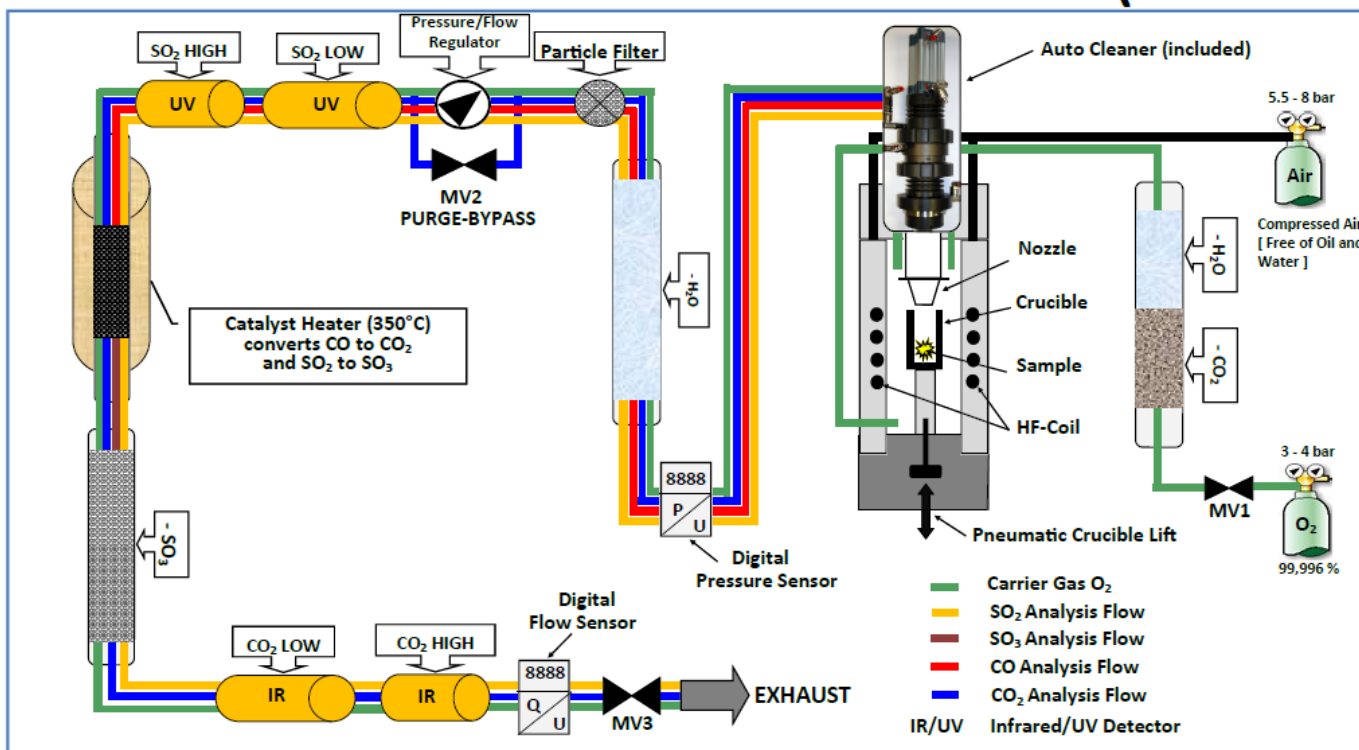 SO₂ HIGH
SO₂ LOW
Pressure/Flow
Regulator
Particle Filter
Auto Cleaner (included)
5.5 - 8 bar
UV
UV
Air
MV2
PURGE-BYPASS
Compressed Air
[ Free of Oil and
Water ]
- H₂O
- H₂O
Nozzle
Crucible
Catalyst Heater (350°C)
converts CO to CO₂
and SO₂ to SO₃
Sample
- CO₂
HF-Coil
3 - 4 bar
8888
P
U
MV1
O₂
99,996 %
- SO₃
Pneumatic Crucible Lift
Digital
Pressure Sensor
Carrier Gas O₂
SO₂ Analysis Flow
SO₃ Analysis Flow
CO Analysis Flow
CO₂ Analysis Flow
IR/UV Infrared/UV Detector
Digital
Flow Sensor
CO₂ LOW
CO₂ HIGH
8888
IR
IR
Q
U
MV3
EXHAUST